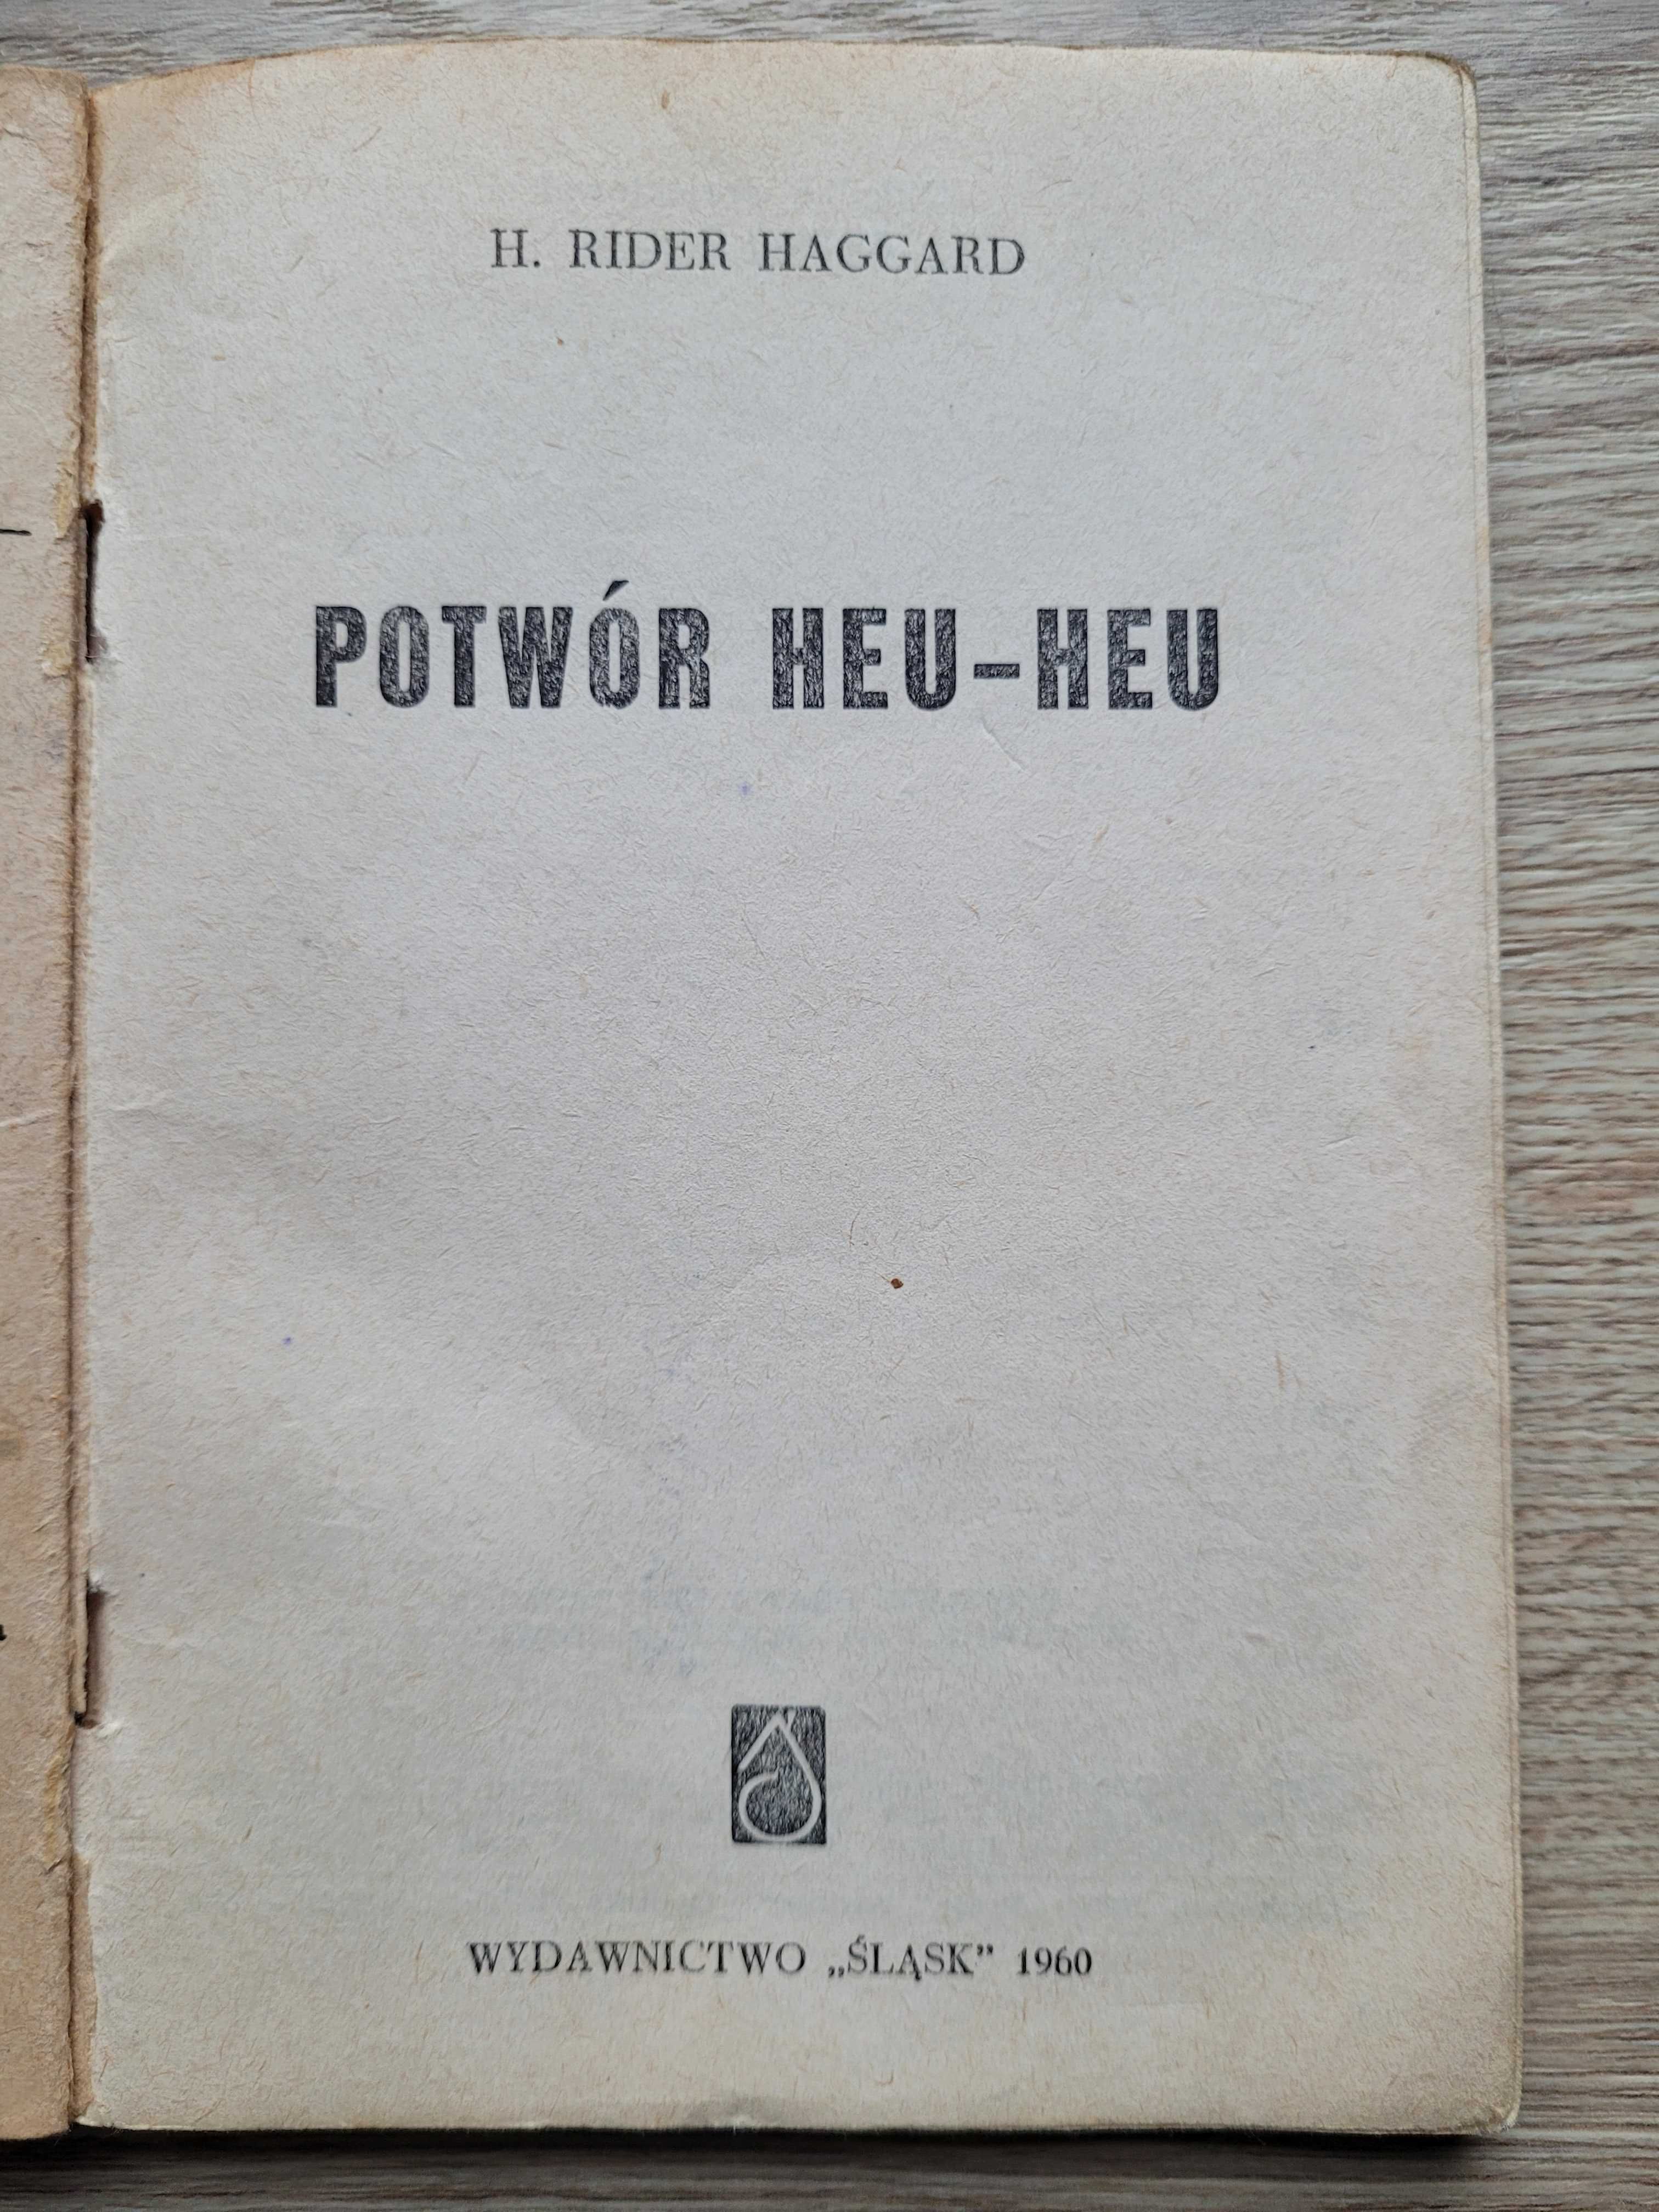 H. RIDER HAGGARD
POTWÓR HEU-HEU
WYDAWNICTWO „ŚLĄSK” 1960